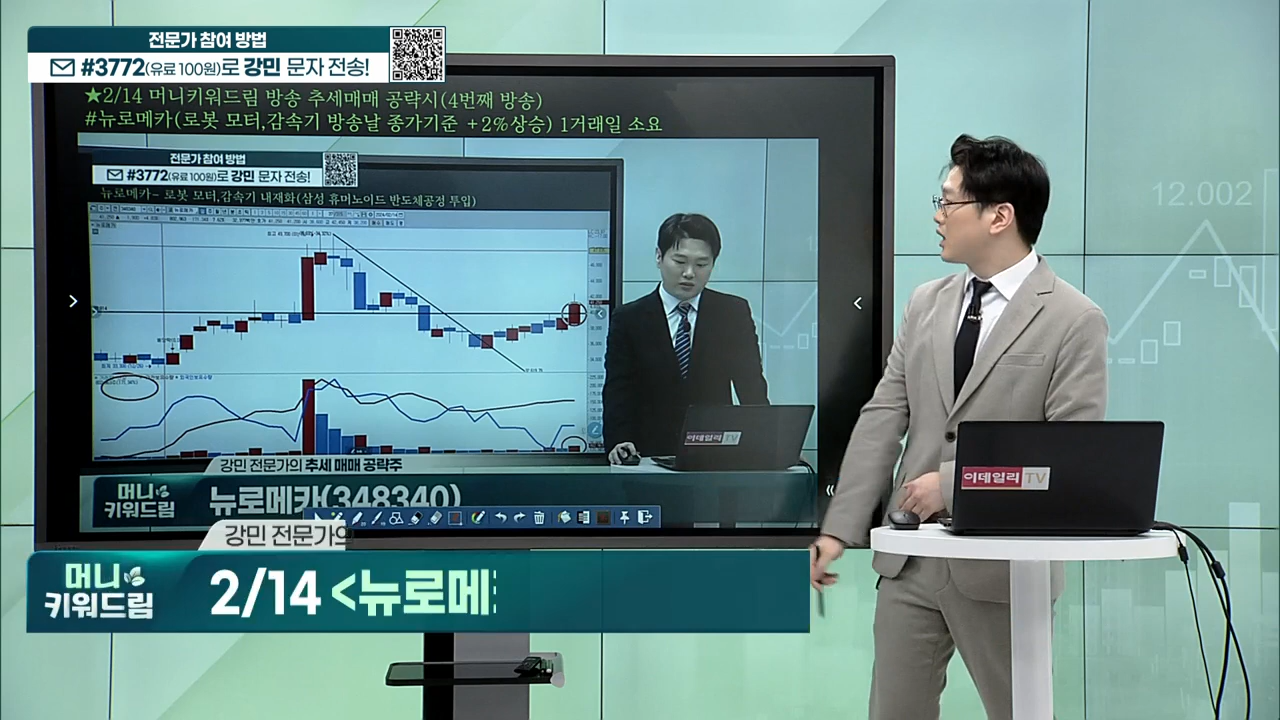 전문가 참여 방법
#3772(유료 100원)로 강민 문자 전송!
★2/14 머니키워드림 방송 추세매매 공략시(4번째 방송)
#뉴로메카(로봇 모터,감속기 방송날 종가기준 +2%상승) 1거래일 소요
전문가 참여 방법
#3772(유료 100원)로 강민 문자 전송!
뉴로메카- 로봇 모터,감속기 내재화(삼성 휴머노이드 반도체공정 투입)
12.002
이데일리TV
강민 전문가의 추세 매매 공략주
머니
키워드림
뉴로메카(348340)
이데일리TV
강민 전문가의
머니
키워드림
2/14 <뉴로메